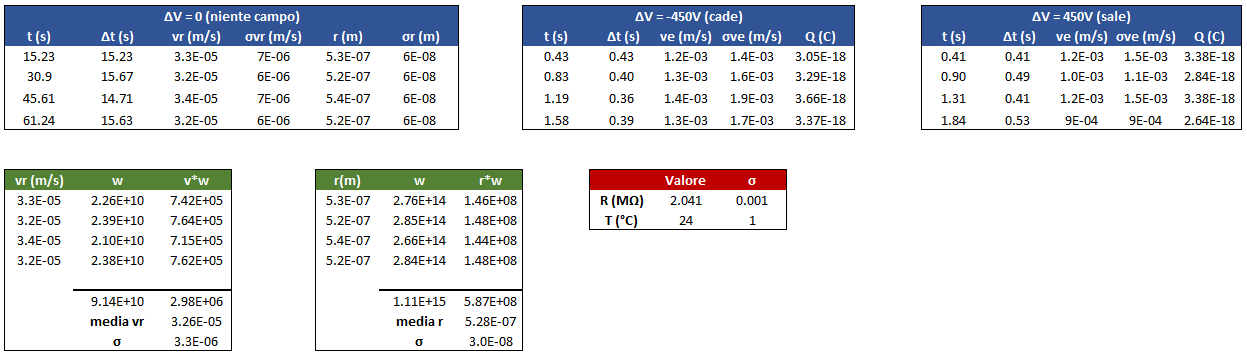 ΔV = 0 (niente campo)
t (s) Δt (s) vr (m/s) σvr (m/s) r (m) σr (m)
15.23 15.23 3.3E-05 7E-06 5.3E-07 6E-08
30.9 15.67 3.2E-05 6E-06 5.2E-07 6E-08
45.61 14.71 3.4E-05 7E-06 5.4E-07 6E-08
61.24 15.63 3.2E-05 6E-06 5.2E-07 6E-08
ΔV = -450V (cade)
t (s) Δt (s) ve (m/s) σve (m/s) Q (C)
0.43 0.43 1.2E-03 1.4E-03 3.05E-18
0.83 0.40 1.3E-03 1.6E-03 3.29E-18
1.19 0.36 1.4E-03 1.9E-03 3.66E-18
1.58 0.39 1.3E-03 1.7E-03 3.37E-18
ΔV = 450V (sale)
t (s) Δt (s) ve (m/s) σve (m/s) Q (C)
0.41 0.41 1.2E-03 1.5E-03 3.38E-18
0.90 0.49 1.0E-03 1.1E-03 2.84E-18
1.31 0.41 1.2E-03 1.5E-03 3.38E-18
1.84 0.53 9E-04 9E-04 2.64E-18
vr (m/s) w v*w
3.3E-05 2.26E+10 7.42E+05
3.2E-05 2.39E+10 7.64E+05
3.4E-05 2.10E+10 7.15E+05
3.2E-05 2.38E+10 7.62E+05
9.14E+10 2.98E+06
media vr 3.26E-05
σ 3.3E-06
r(m) w r*w
5.3E-07 2.76E+14 1.46E+08
5.2E-07 2.85E+14 1.48E+08
5.4E-07 2.66E+14 1.44E+08
5.2E-07 2.84E+14 1.48E+08
1.11E+15 5.87E+08
media r 5.28E-07
σ 3.0E-08
Valore σ
R (MΩ) 2.041 0.001
T (°C) 24 1